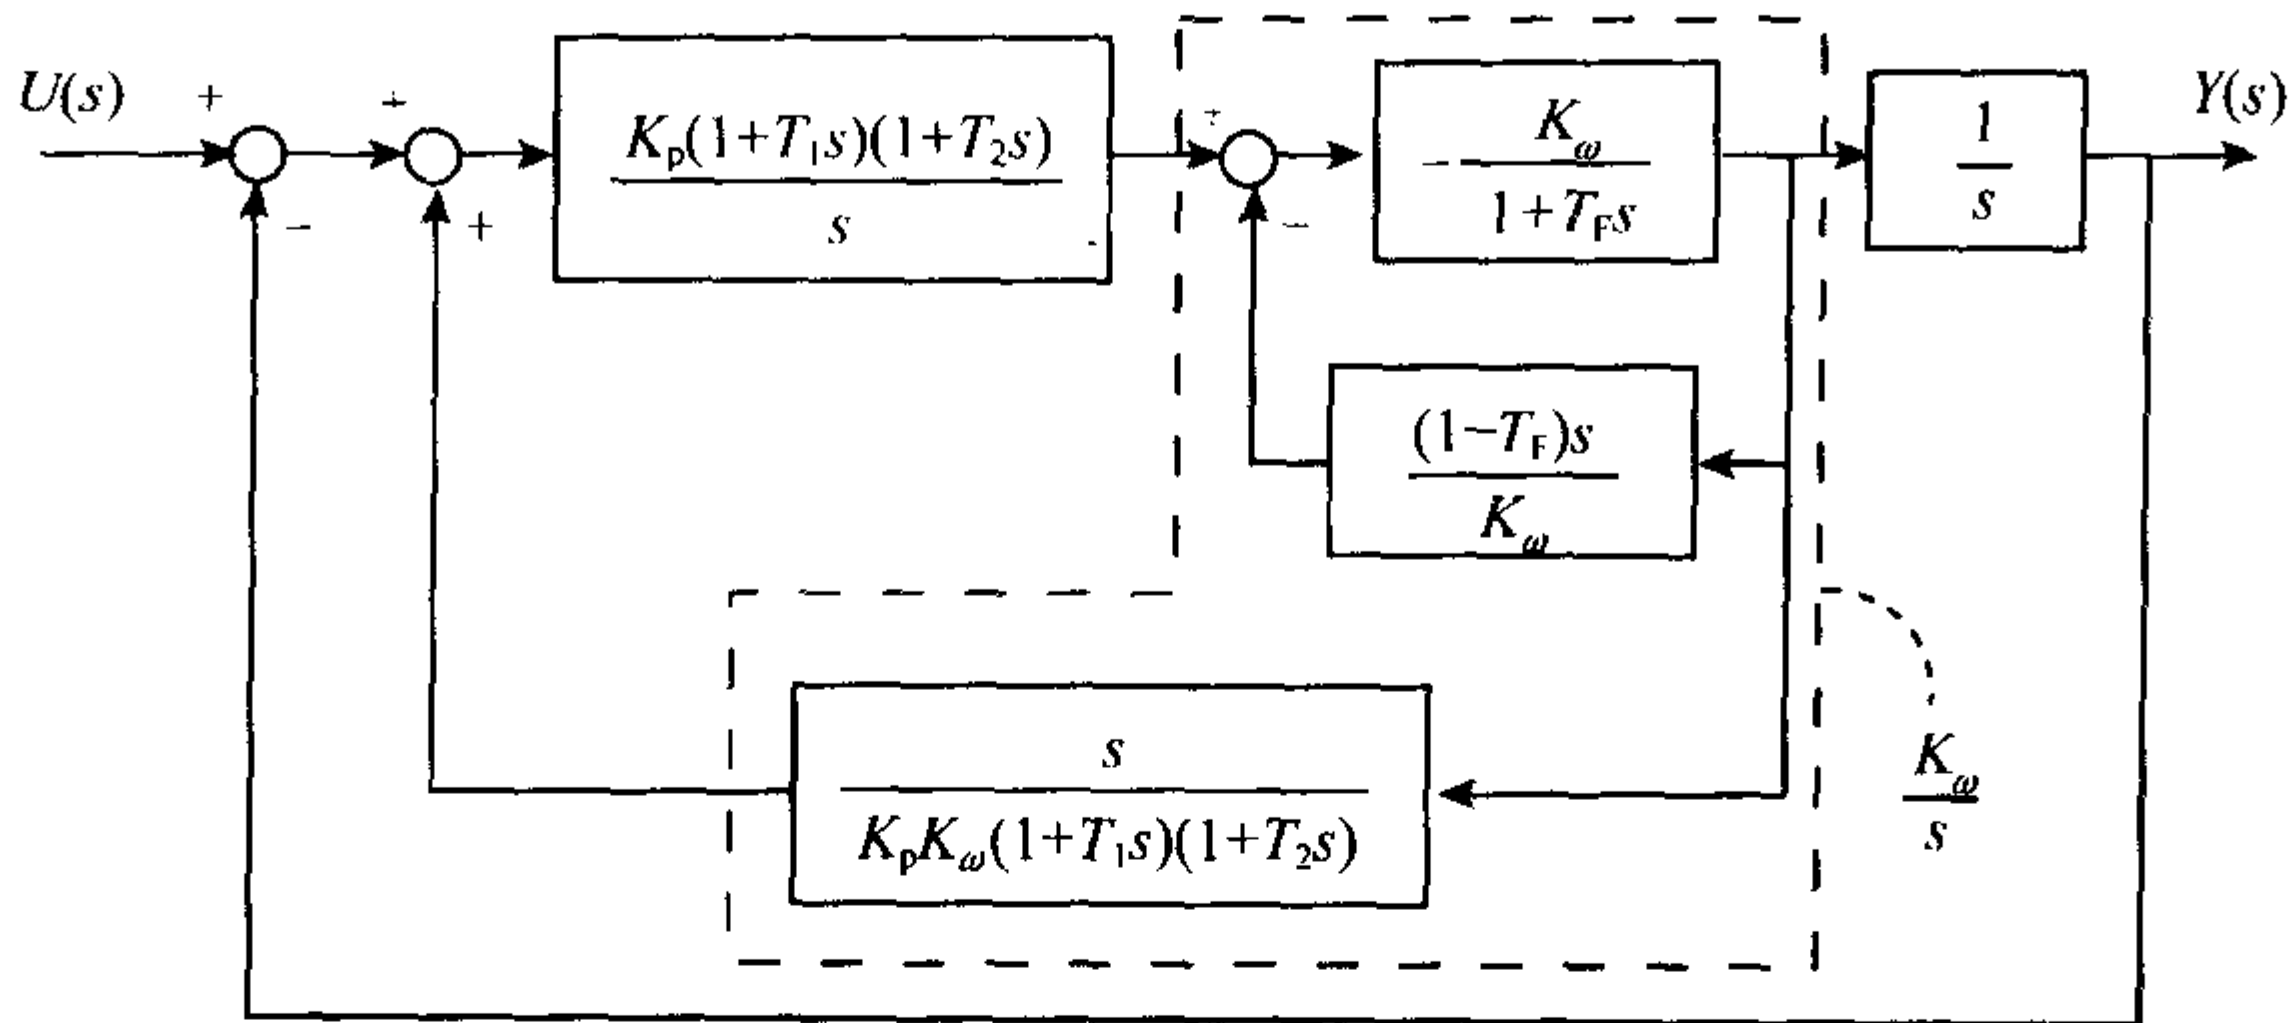 U(s)
+
+
K_p(1+T_1s)(1+T_2s)
s
+
K_ω
1+T_Fs
1
s
Y(s)
−
+
−
(1−T_F)s
K_ω
s
K_pK_ω(1+T_1s)(1+T_2s)
K_ω
s